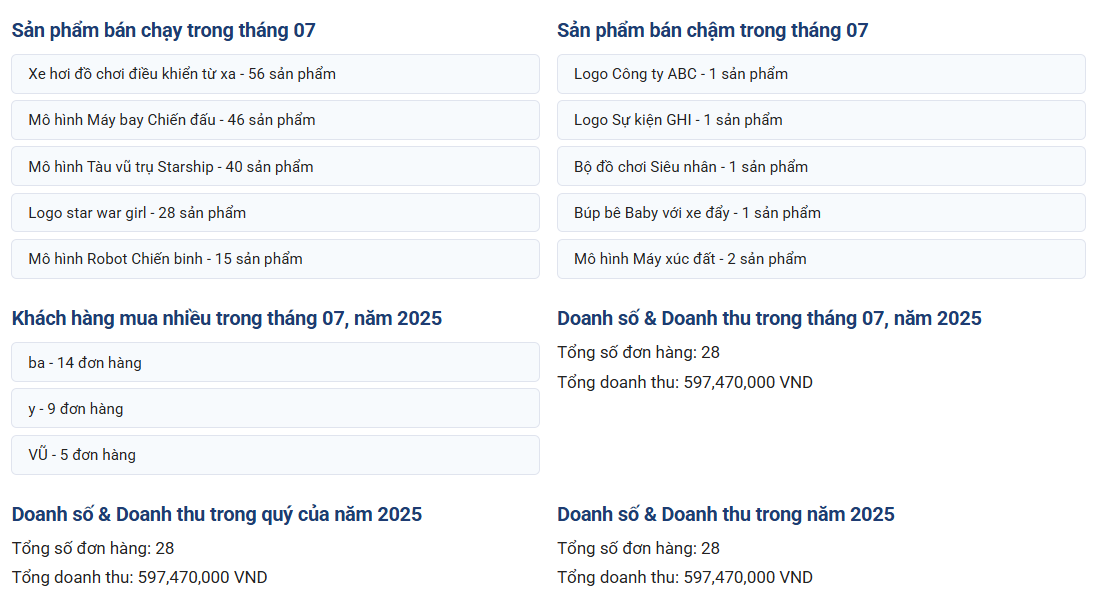 Sản phẩm bán chạy trong tháng 07
Xe hơi đồ chơi điều khiển từ xa - 56 sản phẩm
Mô hình Máy bay Chiến đấu - 46 sản phẩm
Mô hình Tàu vũ trụ Starship - 40 sản phẩm
Logo star war girl - 28 sản phẩm
Mô hình Robot Chiến binh - 15 sản phẩm
Sản phẩm bán chậm trong tháng 07
Logo Công ty ABC - 1 sản phẩm
Logo Sự kiện GHI - 1 sản phẩm
Bộ đồ chơi Siêu nhân - 1 sản phẩm
Búp bê Baby với xe đẩy - 1 sản phẩm
Mô hình Máy xúc đất - 2 sản phẩm
Khách hàng mua nhiều trong tháng 07, năm 2025
ba - 14 đơn hàng
y - 9 đơn hàng
VŨ - 5 đơn hàng
Doanh số & Doanh thu trong tháng 07, năm 2025
Tổng số đơn hàng: 28
Tổng doanh thu: 597,470,000 VND
Doanh số & Doanh thu trong quý của năm 2025
Tổng số đơn hàng: 28
Tổng doanh thu: 597,470,000 VND
Doanh số & Doanh thu trong năm 2025
Tổng số đơn hàng: 28
Tổng doanh thu: 597,470,000 VND